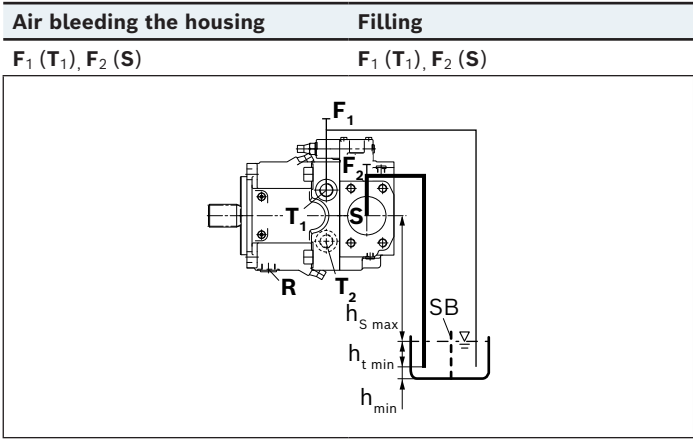 Air bleeding the housing Filling
F₁ (T₁), F₂ (S) F₁ (T₁), F₂ (S)
F₁
F₂
T₁ S
R T₂
SB
hS max
ht min
hmin